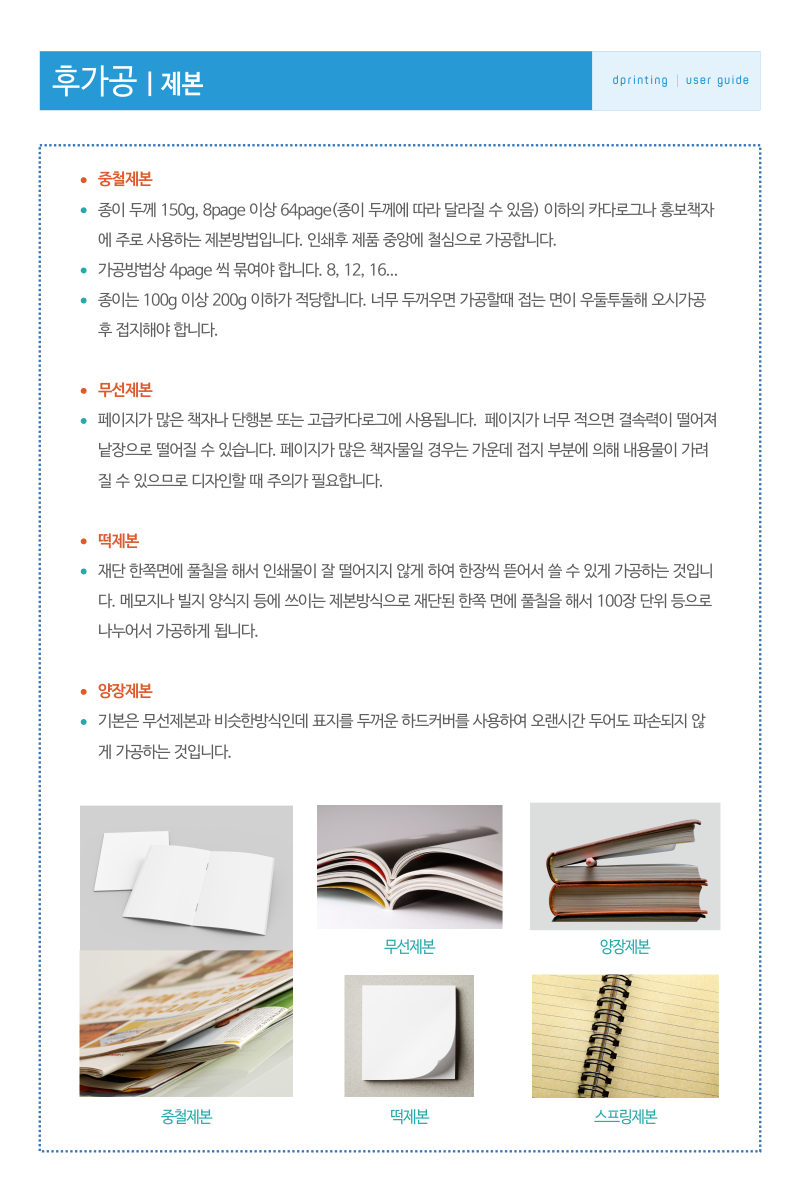 후가공 | 제본
dprinting | user guide
• 중철제본
• 종이 두께 150g, 8page 이상 64page(종이 두께에 따라 달라질 수 있음) 이하의 카다로그나 홍보책자
에 주로 사용하는 제본방법입니다. 인쇄후 제품 중앙에 철심으로 가공합니다.
• 가공방법상 4page 씩 묶여야 합니다. 8, 12, 16...
• 종이는 100g 이상 200g 이하가 적당합니다. 너무 두꺼우면 가공할때 접는 면이 우둘투둘해 오시가공
후 접지해야 합니다.
• 무선제본
• 페이지가 많은 책자나 단행본 또는 고급카다로그에 사용됩니다. 페이지가 너무 적으면 결속력이 떨어져
낱장으로 떨어질 수 있습니다. 페이지가 많은 책자물일 경우는 가운데 접지 부분에 의해 내용물이 가려
질 수 있으므로 디자인할 때 주의가 필요합니다.
• 떡제본
• 재단 한쪽면에 풀칠을 해서 인쇄물이 잘 떨어지지 않게 하여 한장씩 뜯어서 쓸 수 있게 가공하는 것입니
다. 메모지나 빌지 양식지 등에 쓰이는 제본방식으로 재단된 한쪽 면에 풀칠을 해서 100장 단위 등으로
나누어서 가공하게 됩니다.
• 양장제본
• 기본은 무선제본과 비슷한방식인데 표지를 두꺼운 하드커버를 사용하여 오랜시간 두어도 파손되지 않
게 가공하는 것입니다.
무선제본
양장제본
중철제본
떡제본
스프링제본